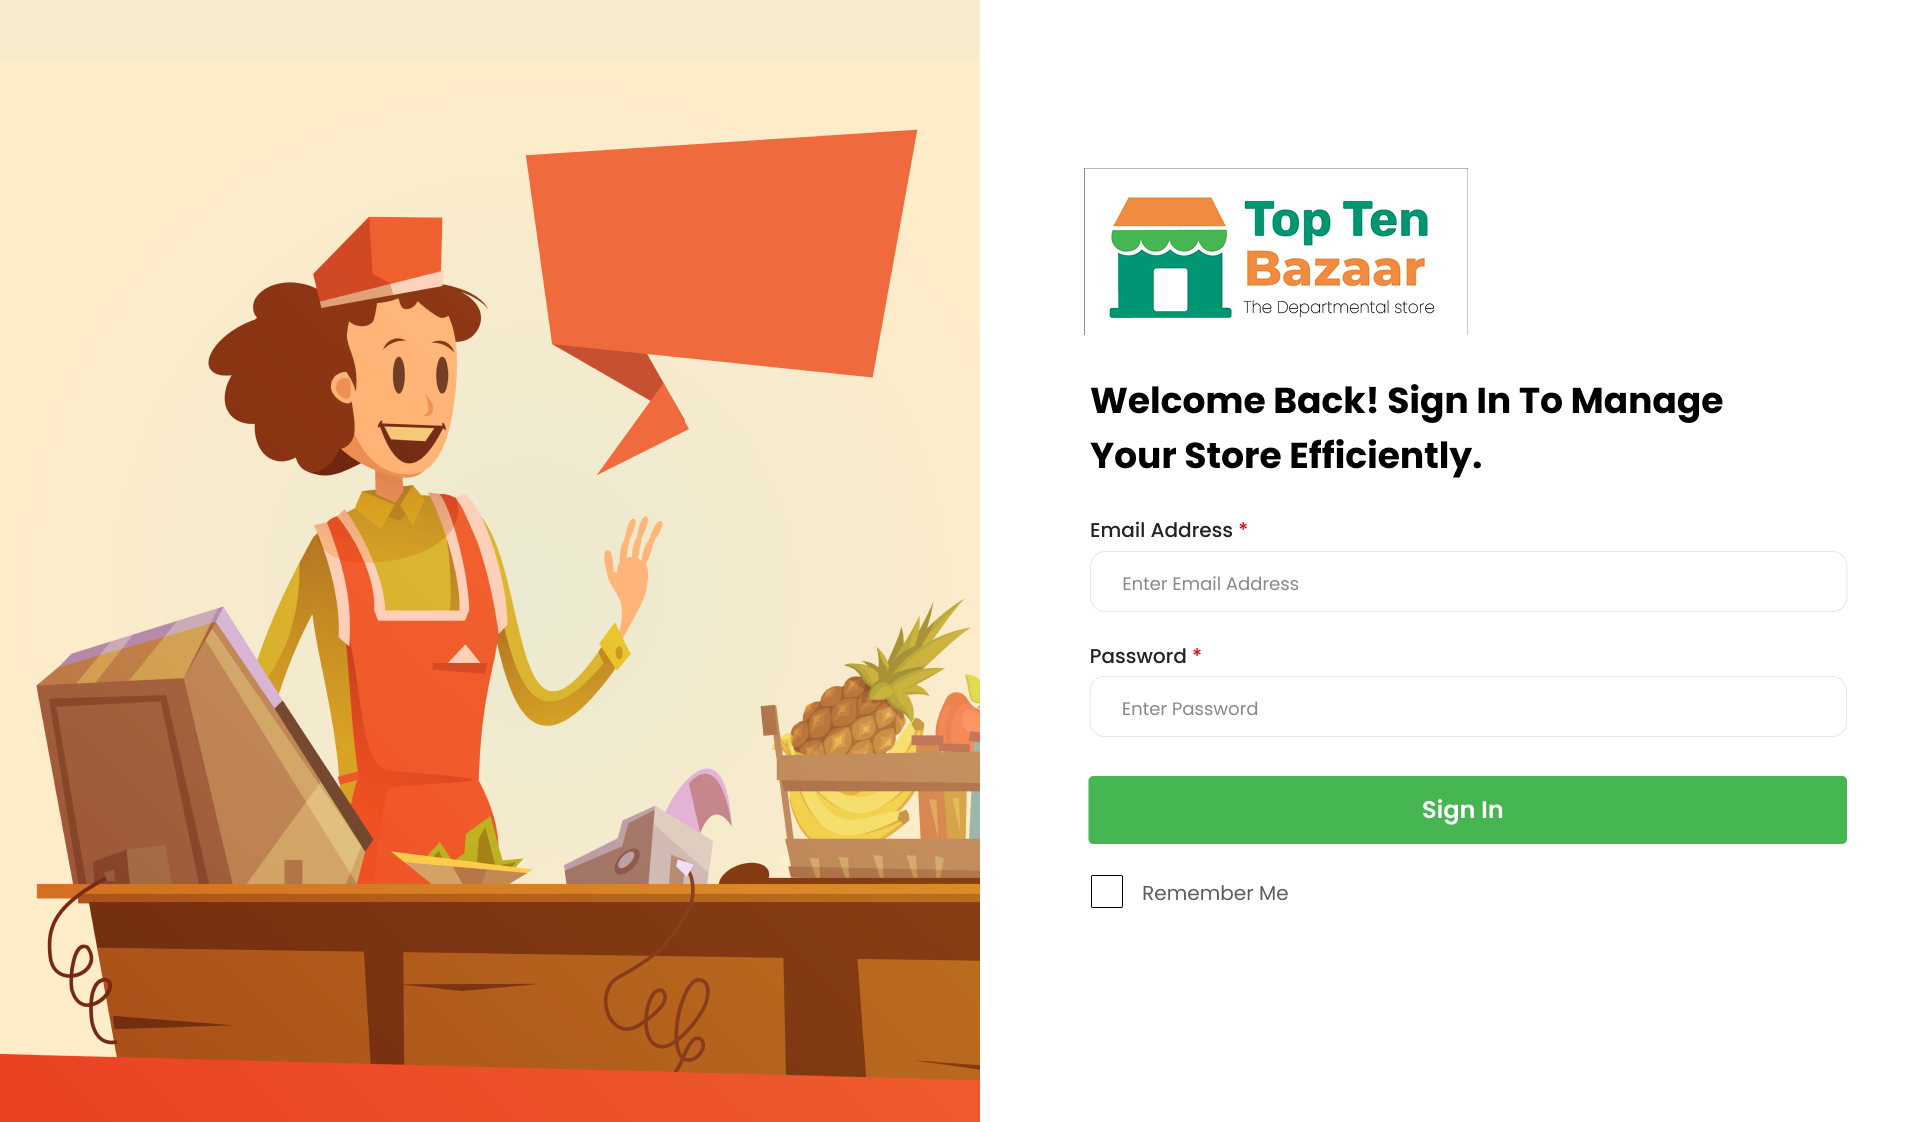 Top Ten
Bazaar
The Departmental store
Welcome Back! Sign In To Manage
Your Store Efficiently.
Email Address *
Enter Email Address
Password *
Enter Password
Sign In
Remember Me